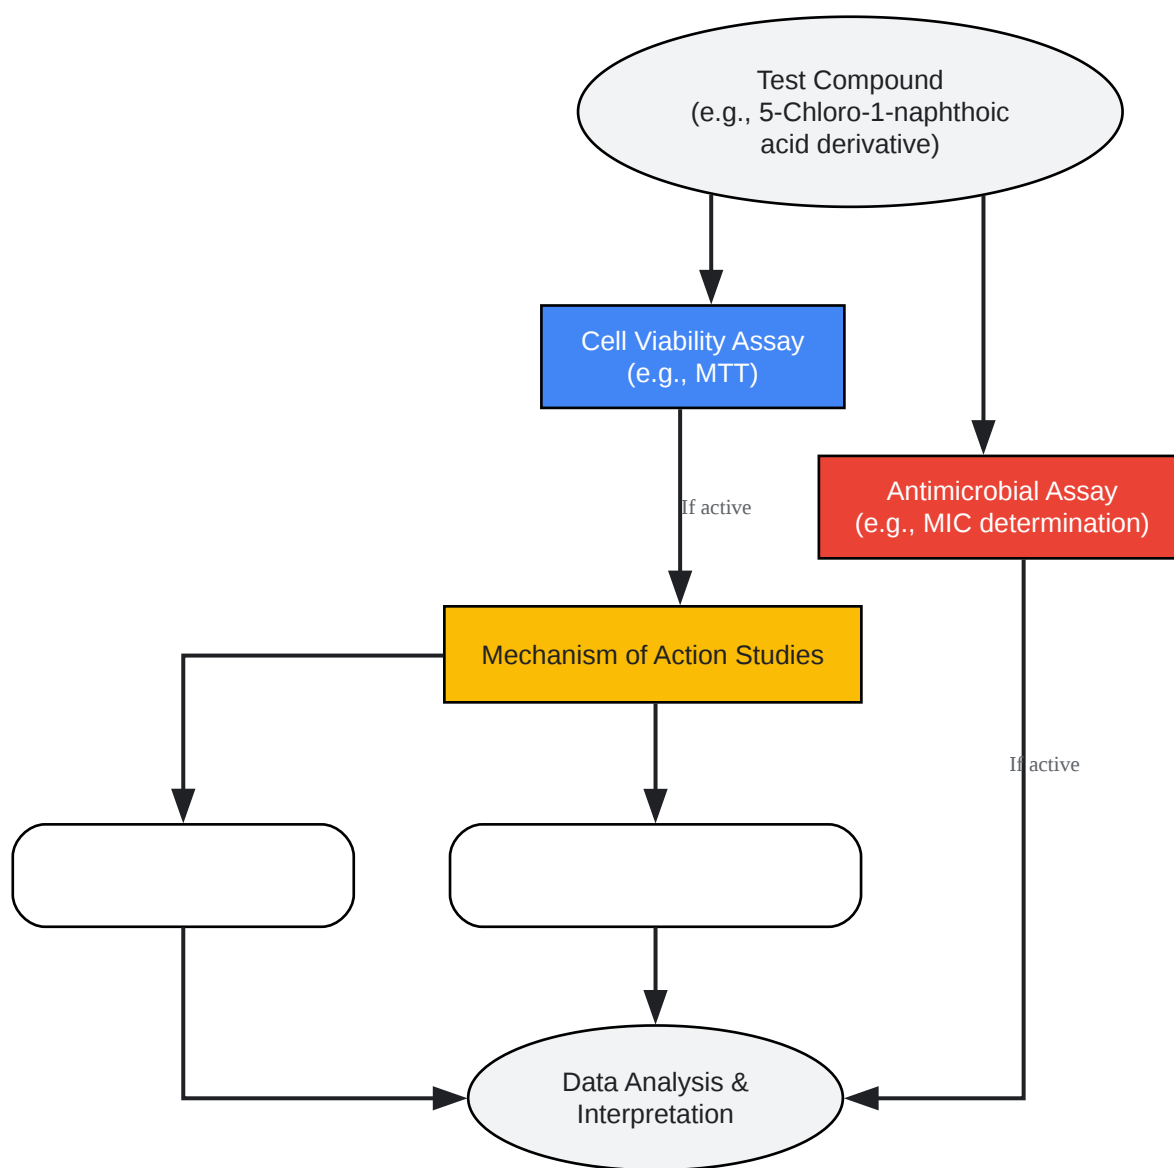 Test Compound
(e.g., 5-Chloro-1-naphthoic
acid derivative)
Cell Viability Assay
(e.g., MTT)
If active
Antimicrobial Assay
(e.g., MIC determination)
Mechanism of Action Studies
If active
Data Analysis &
Interpretation